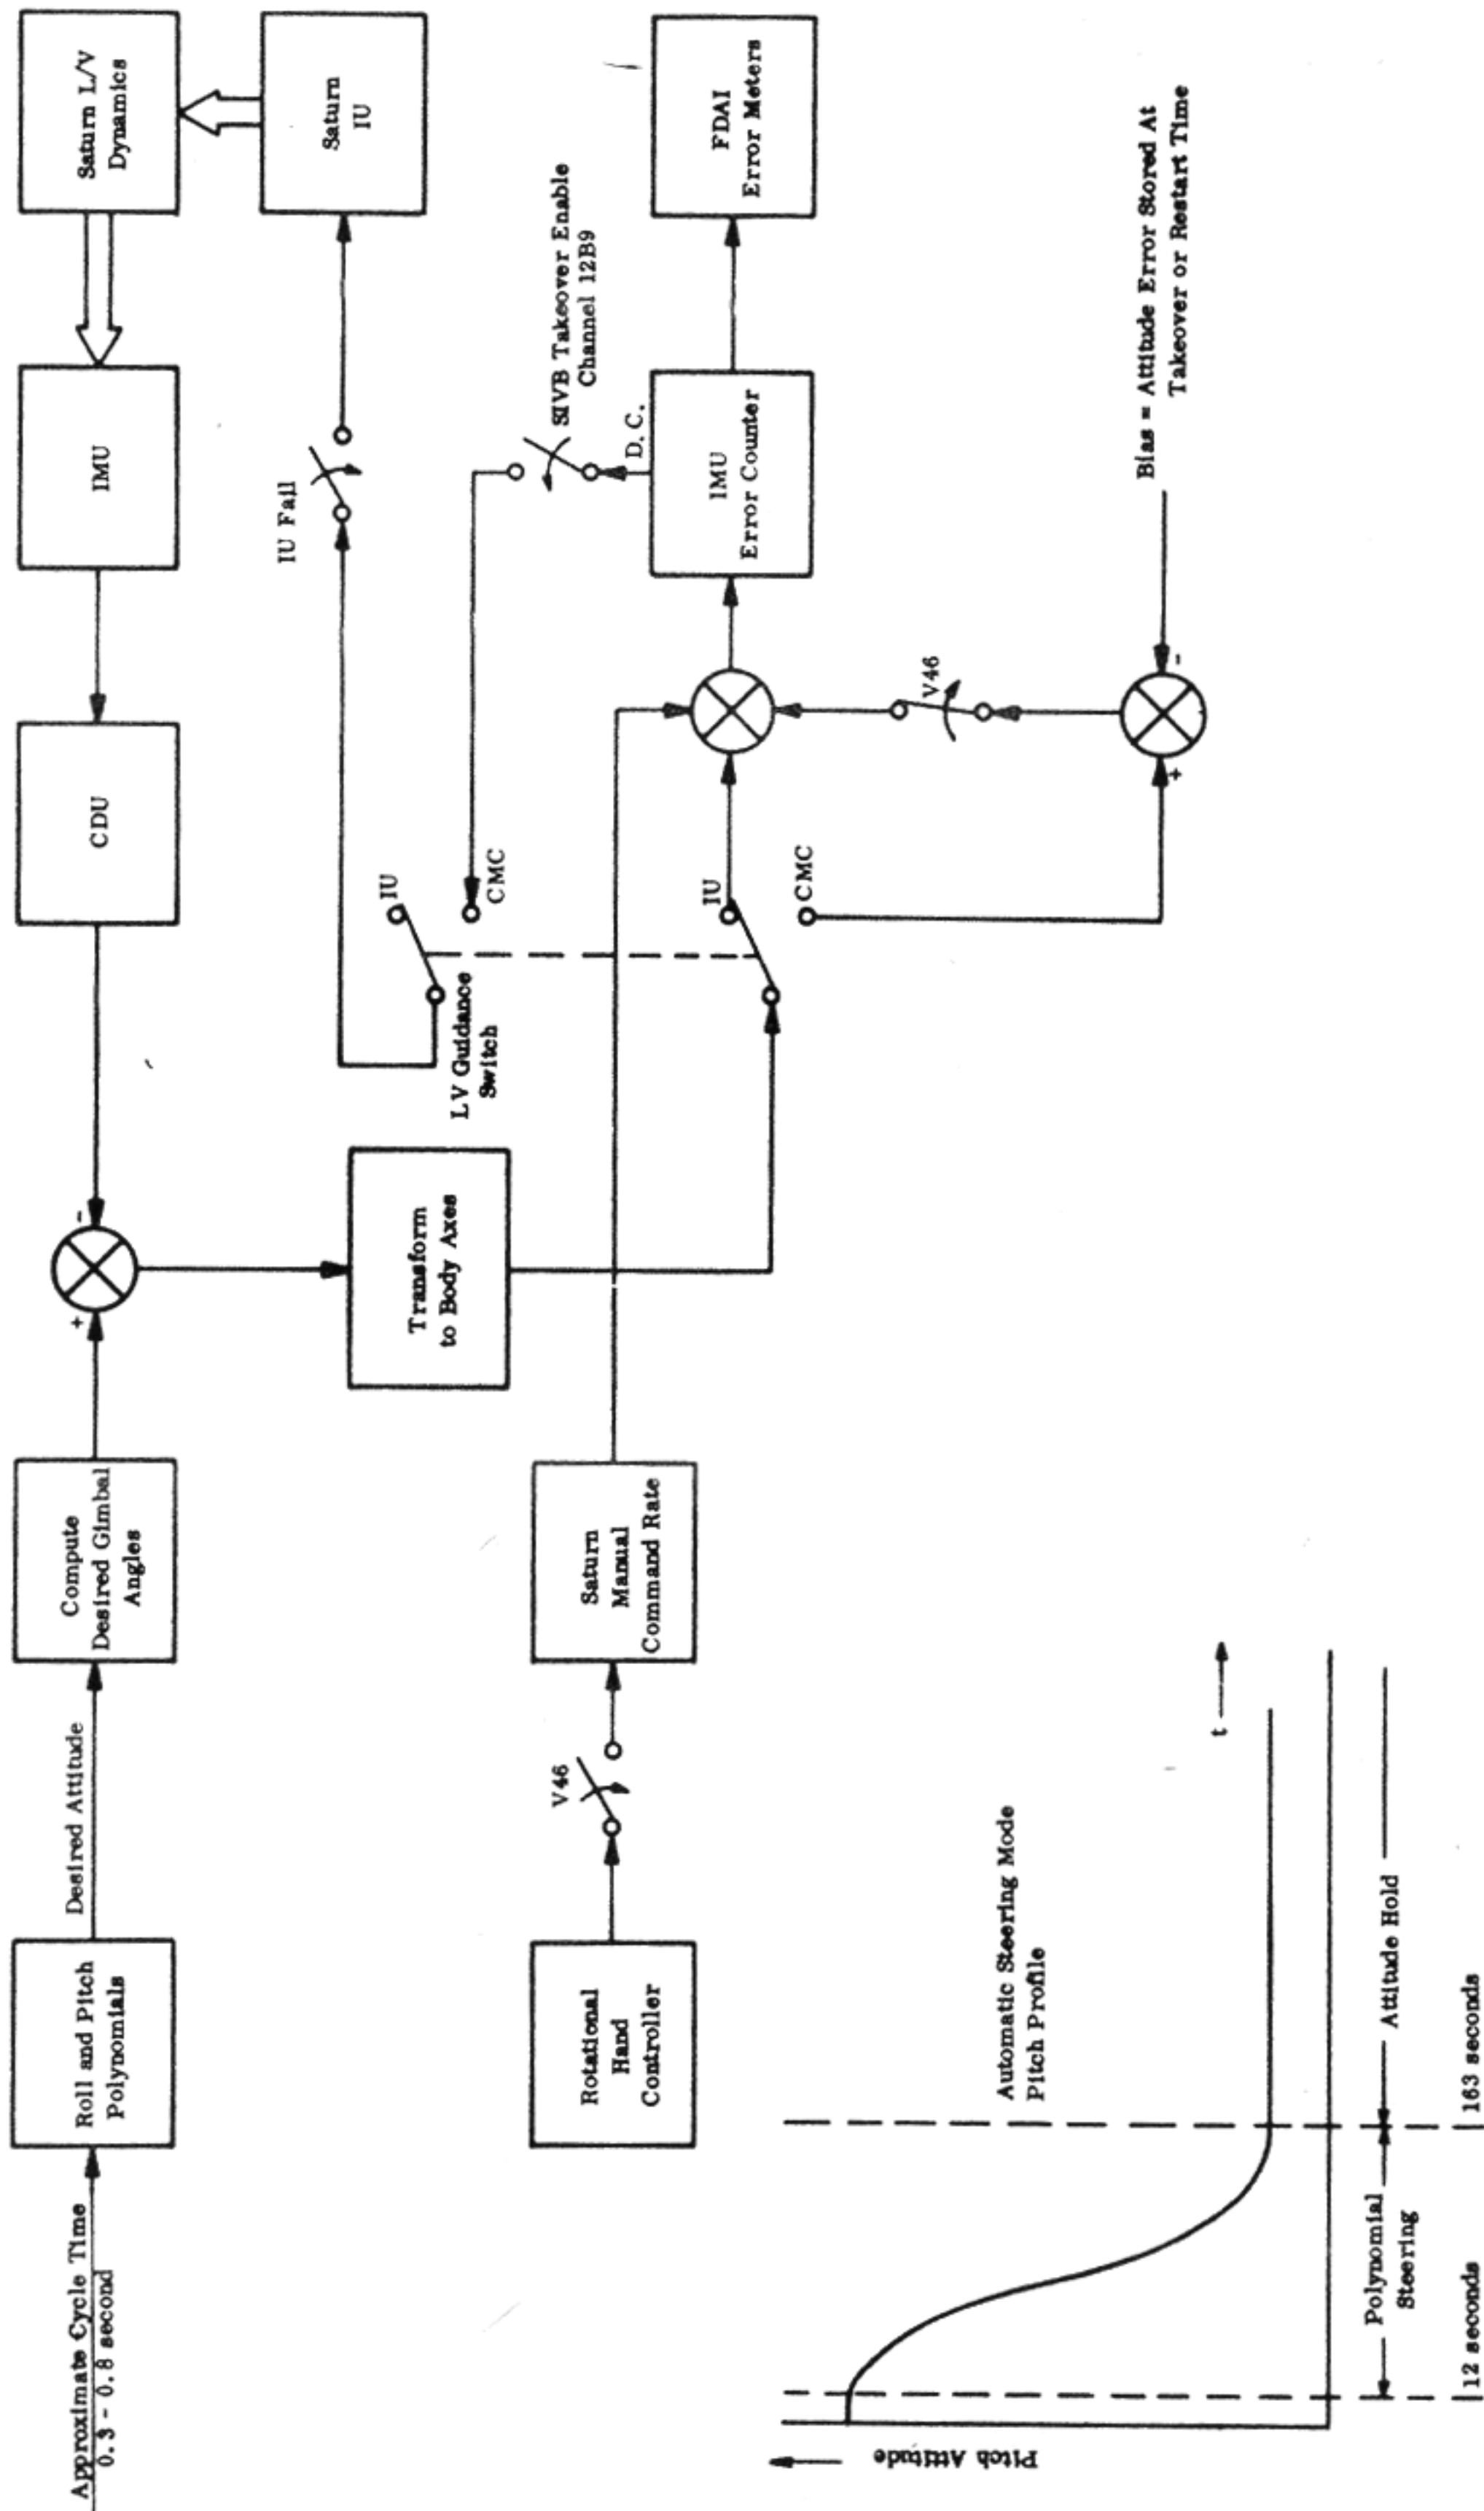 Approximate Cycle Time
0.3 - 0.8 second
Roll and Pitch
Polynomials
Desired Attitude
Compute
Desired Gimbal
Angles
+
-
CDU
IMU
Saturn L/V
Dynamics
Saturn
IU
IU Fail
Transform
to Body Axes
LV Guidance
Switch
IU
CMC
SIVB Takeover Enable
Channel 12B9
D.C.
Rotational
Hand
Controller
V46
Saturn
Manual
Command Rate
IU
CMC
IMU
Error Counter
FDAI
Error Meters
V46
+
-
Bias = Attitude Error Stored At
Takeover or Restart Time
Pitch Attitude
Automatic Steering Mode
Pitch Profile
t
Polynomial
Steering
Attitude Hold
12 seconds
163 seconds